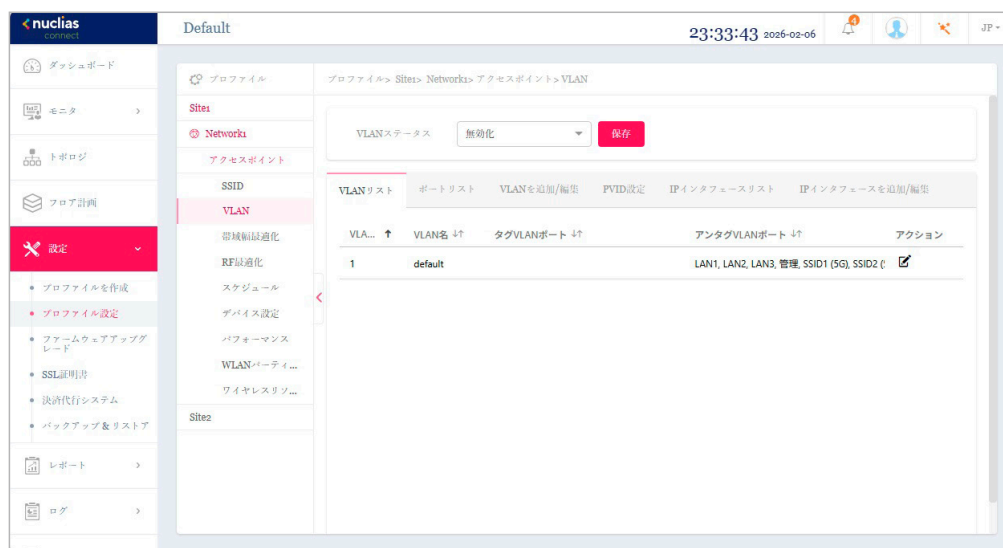 nuclias
connect
Default
23:33:43 2026-02-06
4
JP
ダッシュボード
モニタ
トポロジ
フロア計画
設定
プロファイルを作成
プロファイル設定
ファームウェアアップグ
レード
SSL証明書
決済代行システム
バックアップ & リストア
レポート
ログ
プロファイル
Site1
Network1
アクセスポイント
SSID
VLAN
帯域幅最適化
RF最適化
スケジュール
デバイス設定
パフォーマンス
WLANパーティ...
ワイヤレスリソ...
Site2
プロファイル> Site1> Network1> アクセスポイント> VLAN
VLANステータス 無効化 保存
VLANリスト ポートリスト VLANを追加/編集 PVID設定 IPインタフェースリスト IPインタフェースを追加/編集
VLA... ↑ VLAN名 ↓↑ タグVLANポート ↓↑ アンタグVLANポート ↓↑ アクション
1 default LAN1, LAN2, LAN3, 管理, SSID1 (5G), SSID2 (